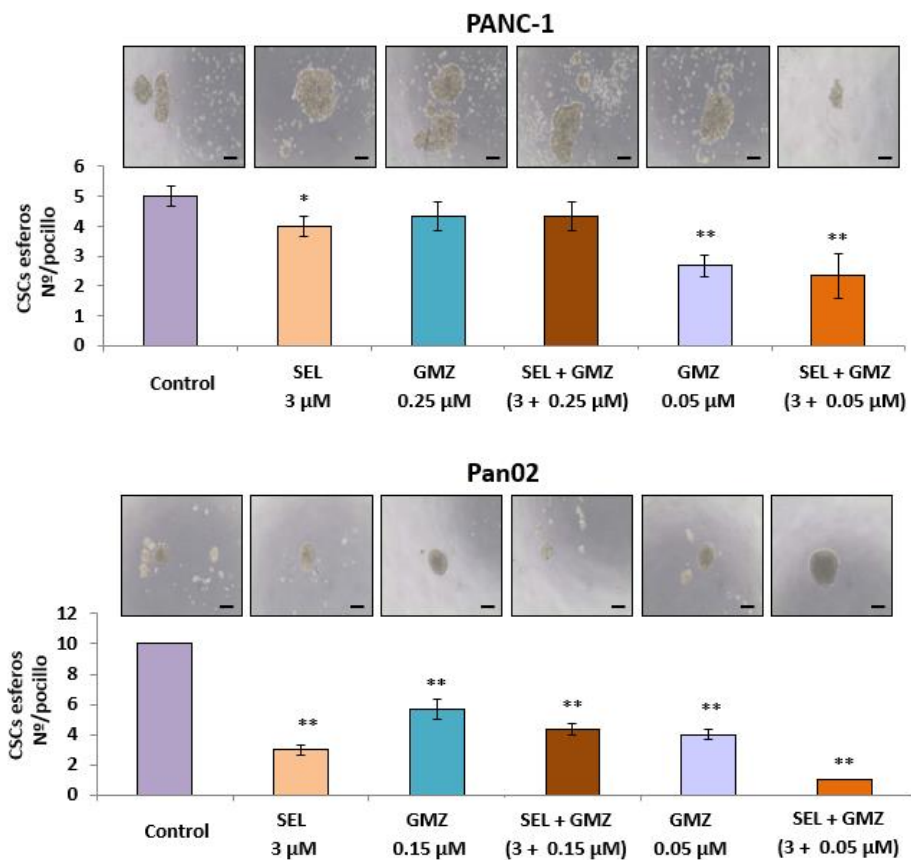 PANC-1
CSCs esferos
Nº/pocillo
6
5
4
3
2
1
0
*
**
**
Control
SEL
3 µM
GMZ
0.25 µM
SEL + GMZ
(3 + 0.25 µM)
GMZ
0.05 µM
SEL + GMZ
(3 + 0.05 µM)
Pan02
CSCs esferos
Nº/pocillo
12
10
8
6
4
2
0
**
**
**
**
**
Control
SEL
3 µM
GMZ
0.15 µM
SEL + GMZ
(3 + 0.15 µM)
GMZ
0.05 µM
SEL + GMZ
(3 + 0.05 µM)